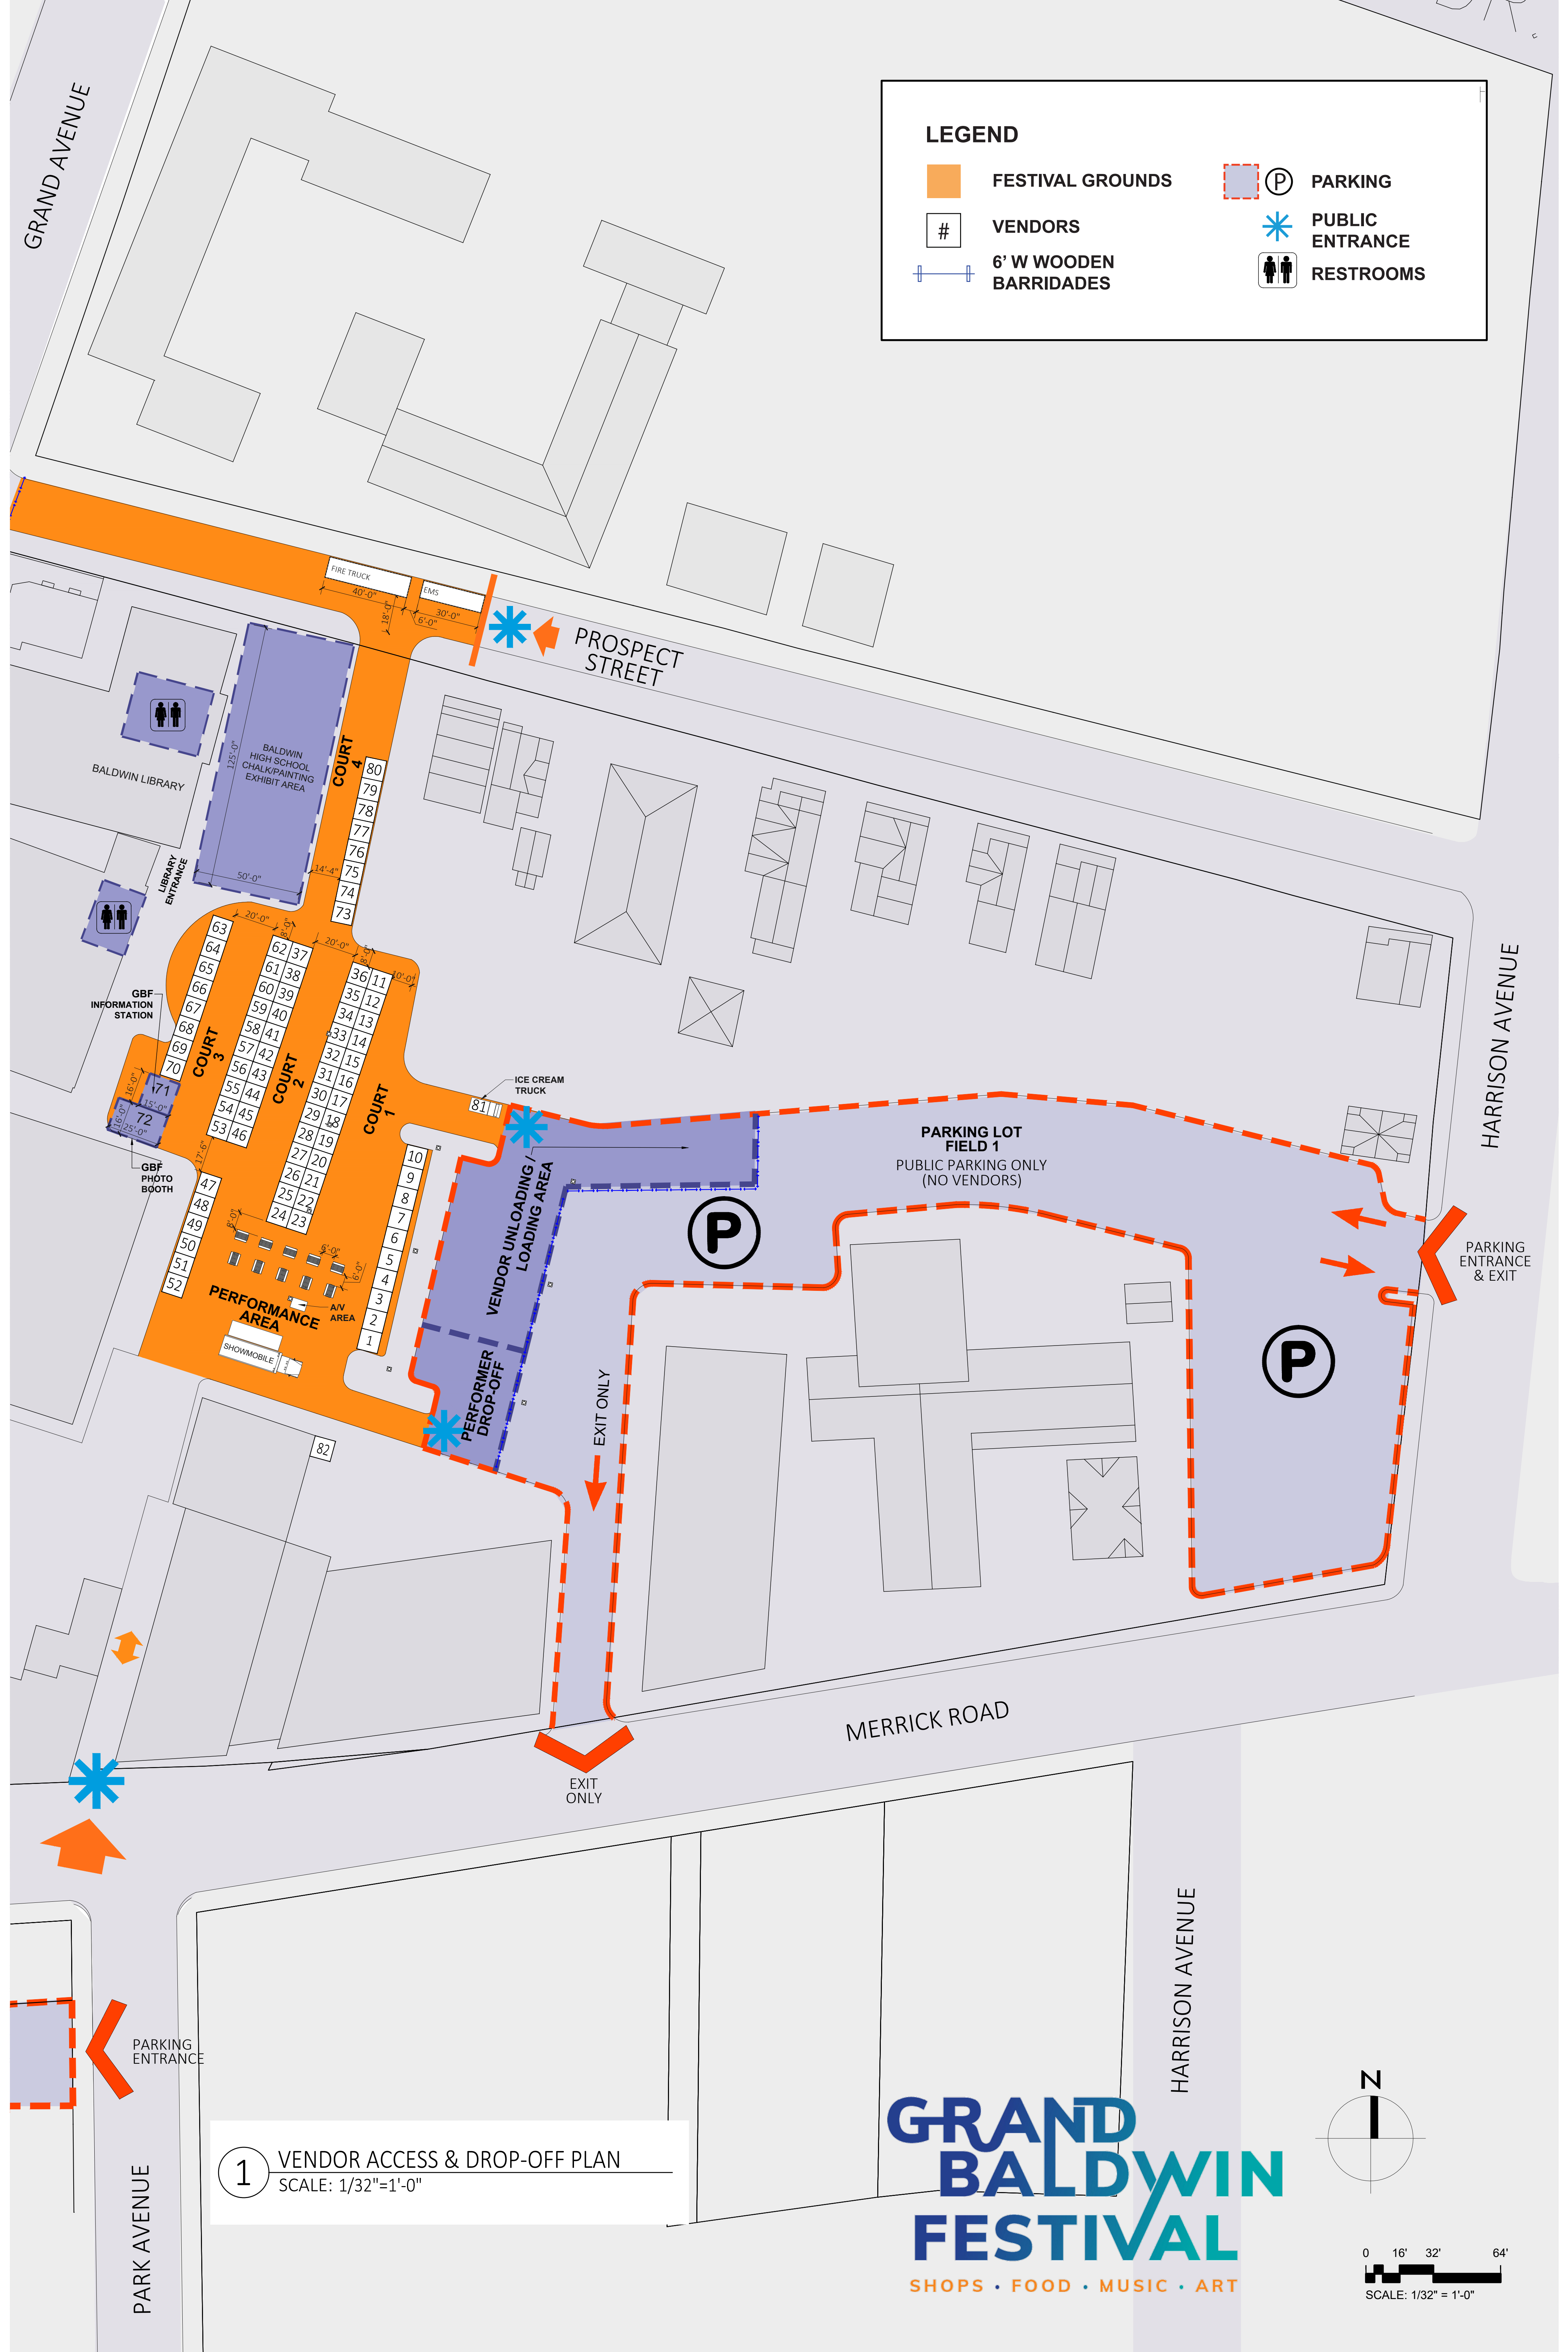 GRAND AVENUE
LEGEND
FESTIVAL GROUNDS
P
PARKING
#
VENDORS
PUBLIC
ENTRANCE
6’ W WOODEN
BARRIDADES
RESTROOMS
FIRE TRUCK
40'-0"
EMS
30'-0"
18'-0"
6'-0"
PROSPECT
STREET
BALDWIN LIBRARY
125'-0"
BALDWIN
HIGH SCHOOL
CHALK/PAINTING
EXHIBIT AREA
50'-0"
COURT
4
80
79
78
77
76
75
74
73
14'-4"
LIBRARY
ENTRANCE
20'-0"
8'-0"
20'-0"
8'-0"
10'-0"
63
64
65
66
67
68
69
70
62 37
61 38
60 39
59 40
58 41
57 42
56 43
55 44
54 45
53 46
36 11
35 12
34 13
33 14
32 15
31 16
30 17
29 18
28 19
27 20
26 21
25 22
24 23
GBF
INFORMATION
STATION
COURT
3
COURT
2
COURT
1
16'-0"
71
15'-0"
16'-0"
72
25'-0"
17'-6"
GBF
PHOTO
BOOTH
47
48
49
50
51
52
ICE CREAM
TRUCK
81
10
9
8
7
6
5
4
3
2
1
8'-0"
6'-0"
6'-0"
A/V
AREA
PERFORMANCE
AREA
SHOWMOBILE
VENDOR UNLOADING /
LOADING AREA
PERFORMER
DROP-OFF
82
PARKING LOT
FIELD 1
PUBLIC PARKING ONLY
(NO VENDORS)
P
P
HARRISON AVENUE
PARKING
ENTRANCE
& EXIT
EXIT ONLY
MERRICK ROAD
EXIT
ONLY
HARRISON AVENUE
PARKING
ENTRANCE
PARK AVENUE
1
VENDOR ACCESS & DROP-OFF PLAN
SCALE: 1/32"=1'-0"
GRAND
BALDWIN
FESTIVAL
SHOPS • FOOD • MUSIC • ART
N
0 16' 32' 64'
SCALE: 1/32" = 1'-0"